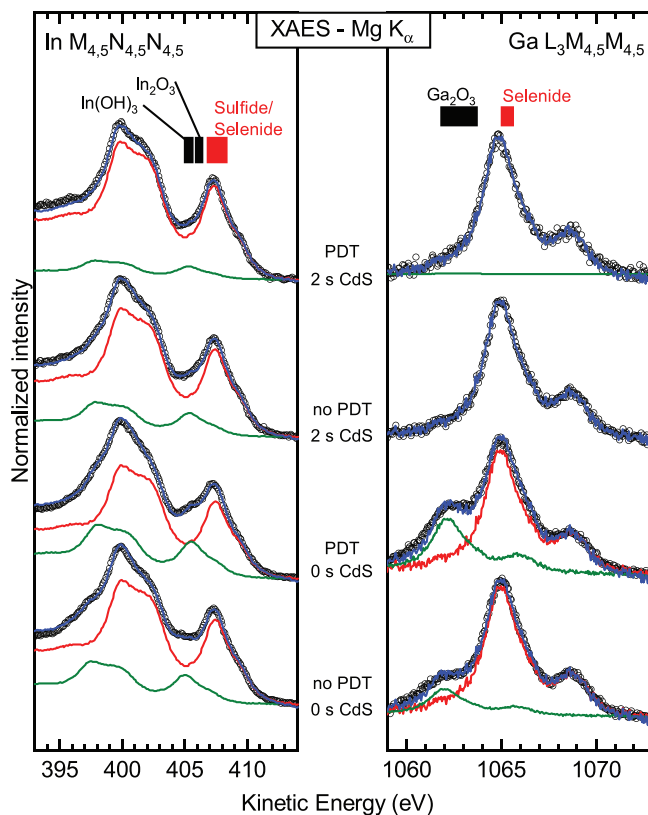 XAES - Mg Kα
In M4,5N4,5N4,5
Ga L3M4,5M4,5
In2O3
In(OH)3
Sulfide/
Selenide
Ga2O3
Selenide
PDT
2 s CdS
no PDT
2 s CdS
PDT
0 s CdS
no PDT
0 s CdS
Normalized intensity
395 400 405 410
1060 1065 1070
Kinetic Energy (eV)